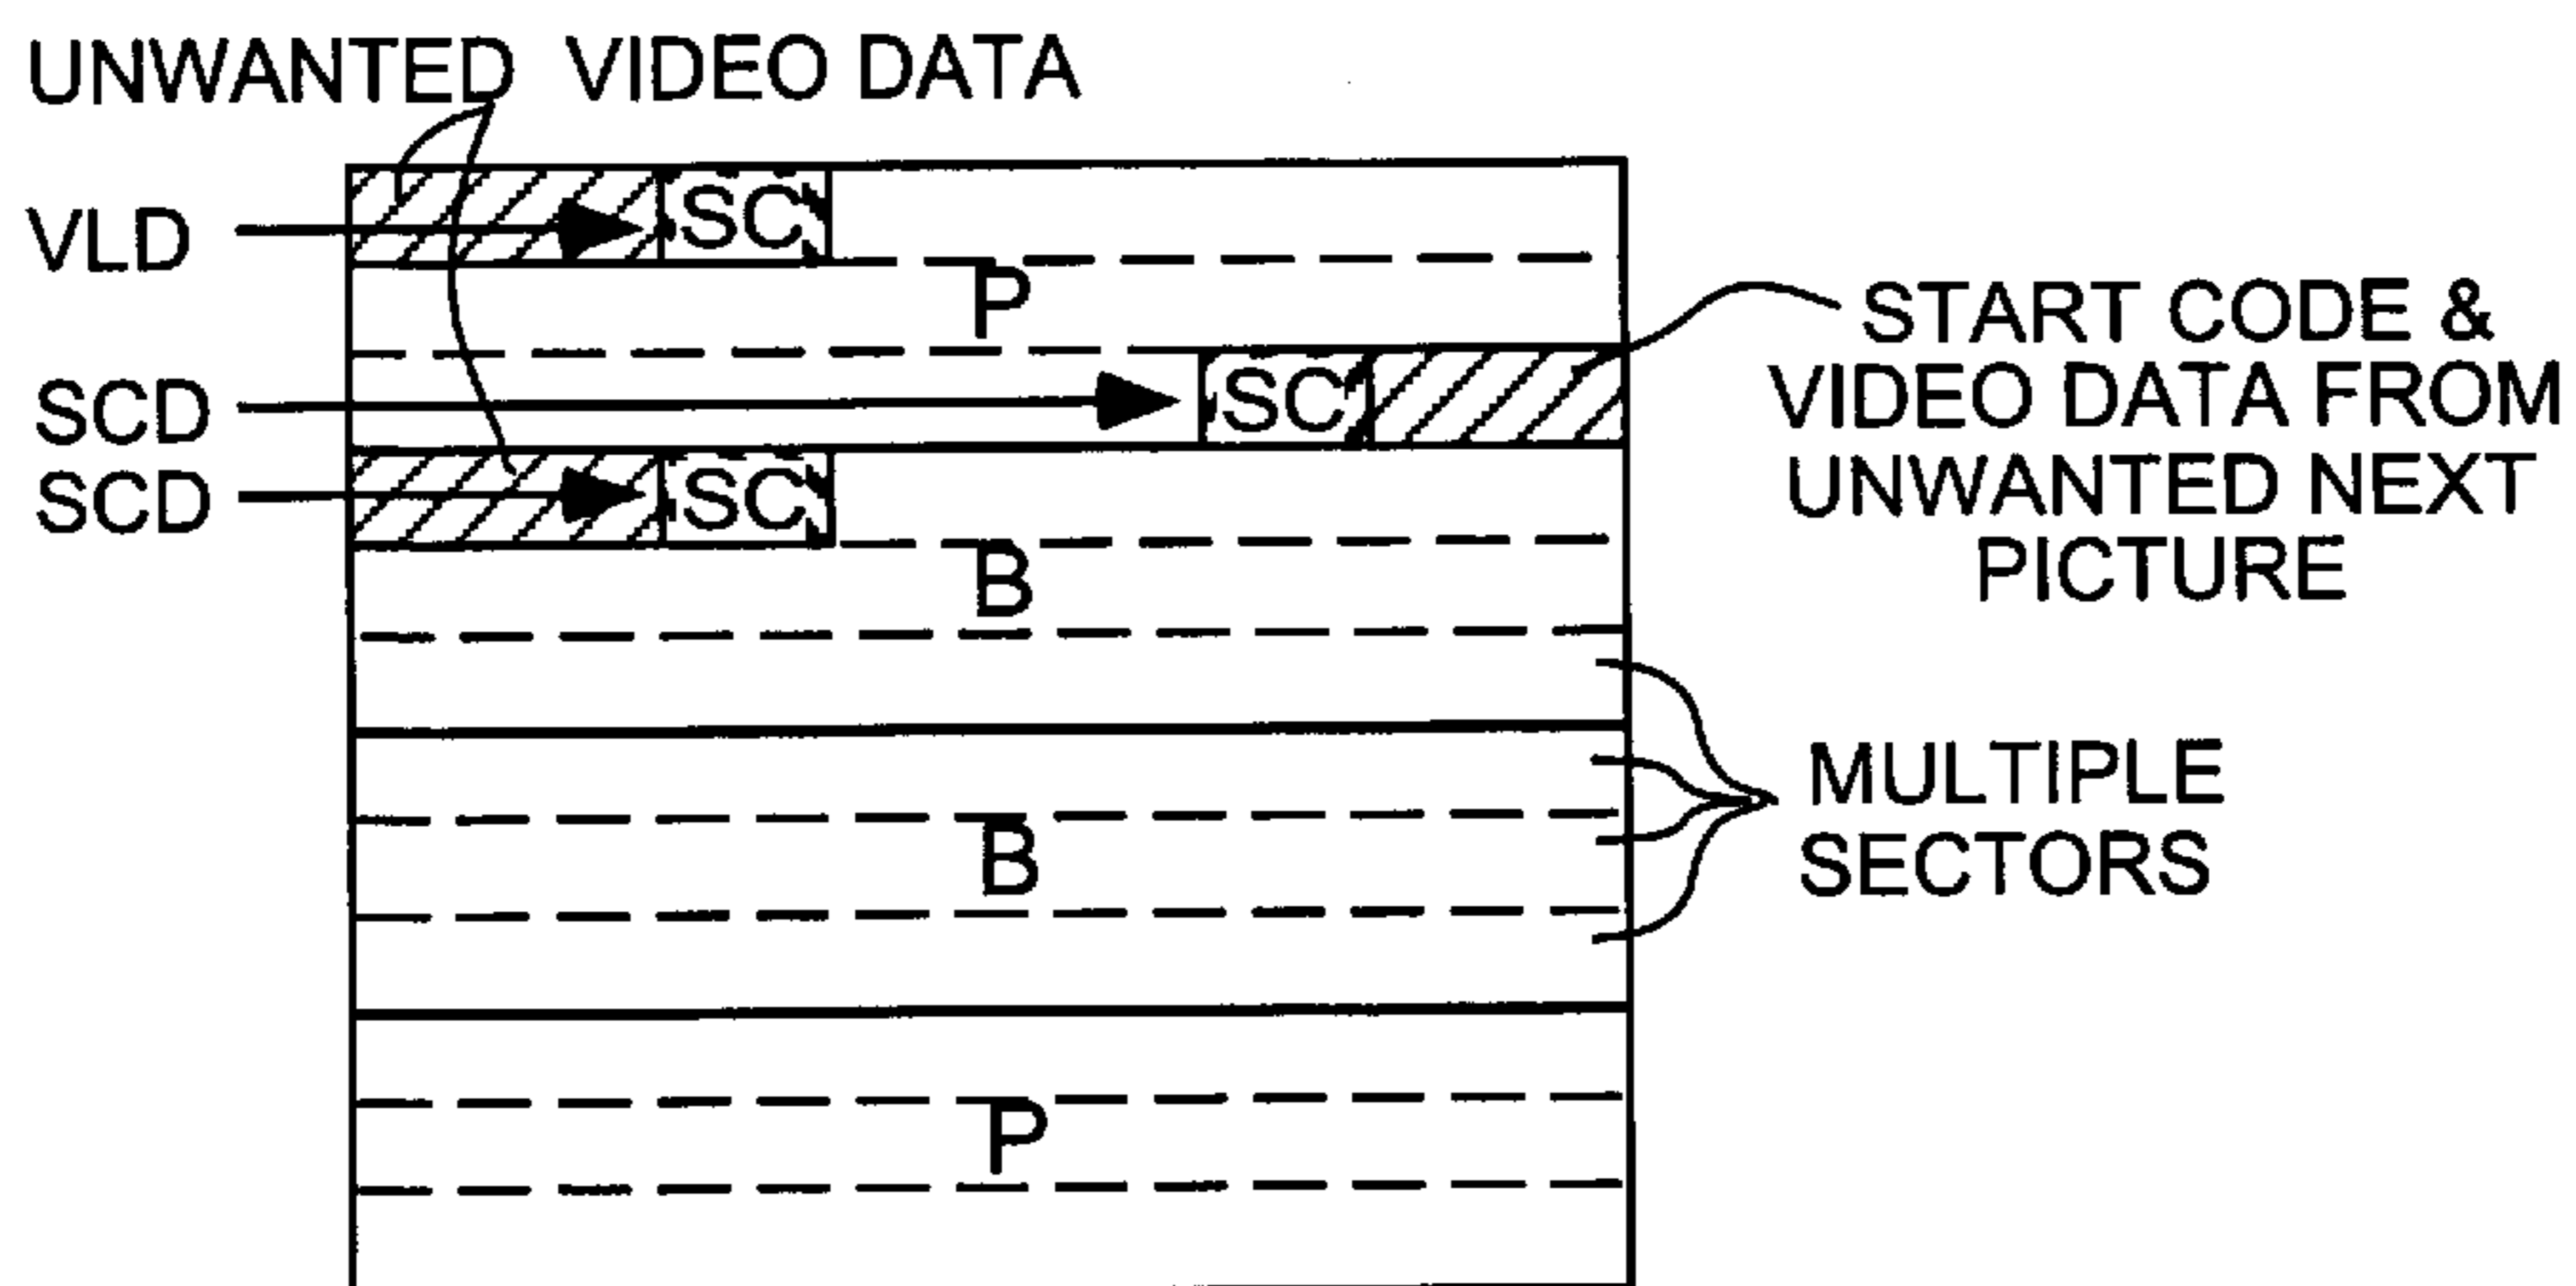 UNWANTED VIDEO DATA
VLD
SC
P
START CODE &
VIDEO DATA FROM
UNWANTED NEXT
PICTURE
SCD
SC
SCD
SC
B
MULTIPLE
SECTORS
B
P